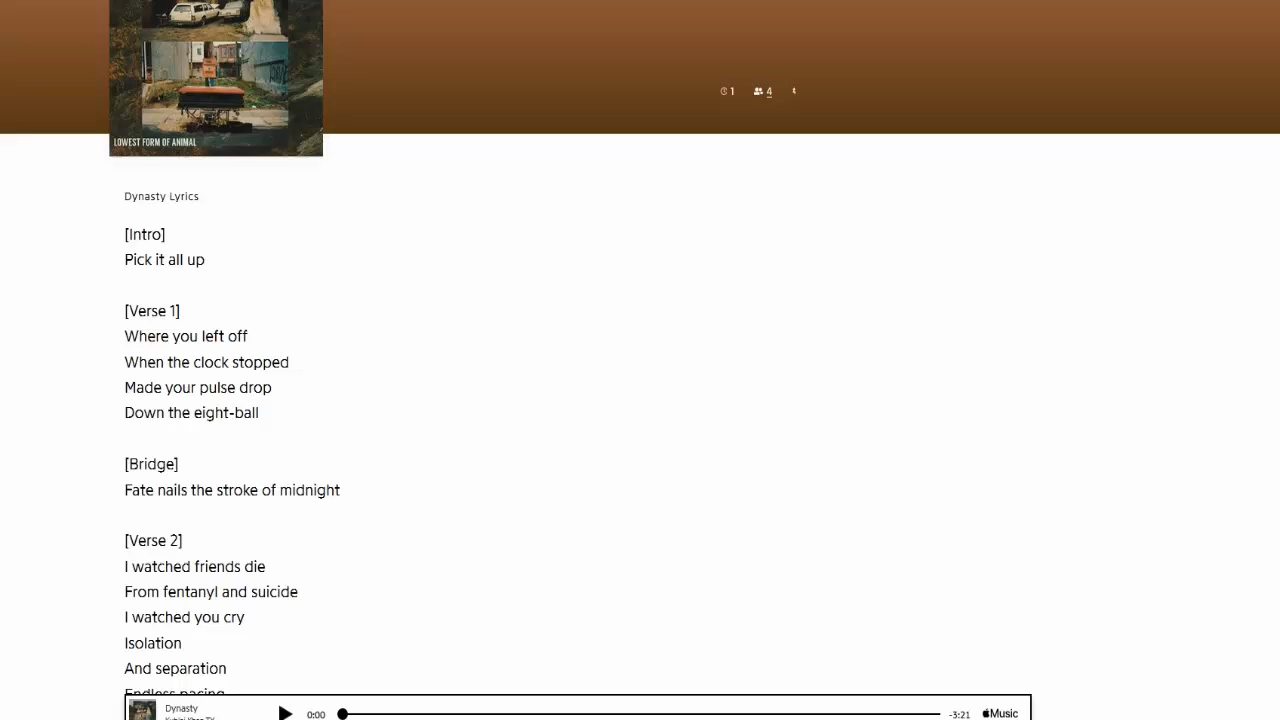 1 4
LOWEST FORM OF ANIMAL
Dynasty Lyrics
[Intro]
Pick it all up
[Verse 1]
Where you left off
When the clock stopped
Made your pulse drop
Down the eight-ball
[Bridge]
Fate nails the stroke of midnight
[Verse 2]
I watched friends die
From fentanyl and suicide
I watched you cry
Isolation
And separation
Endless pacing
Dynasty
0:00 -3:21 Music